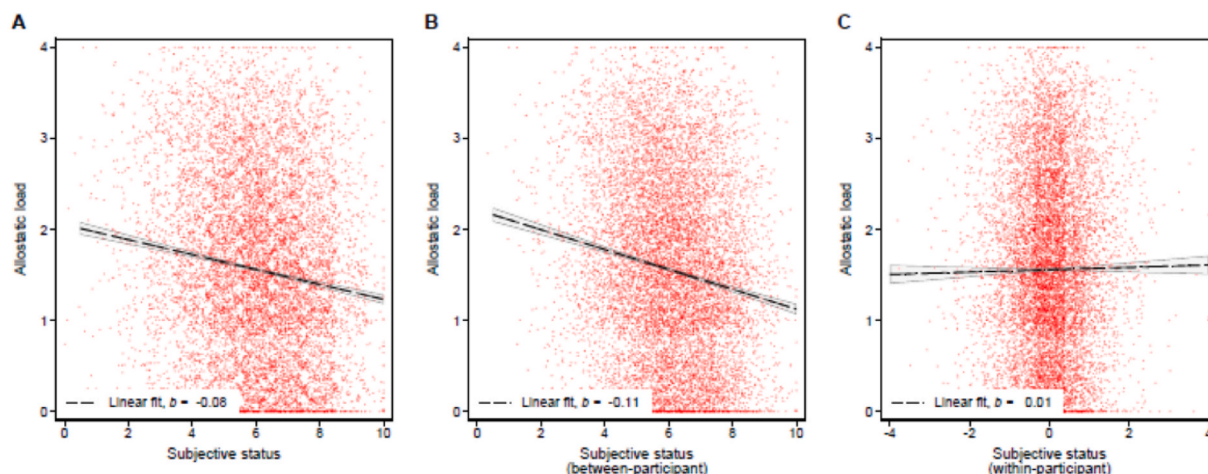 A
B
C
4
3
2
1
0
Allostatic load
Linear fit, b = -0.08
0 2 4 6 8 10
Subjective status
4
3
2
1
0
Allostatic load
Linear fit, b = -0.11
0 2 4 6 8 10
Subjective status
(between-participant)
4
3
2
1
0
Allostatic load
Linear fit, b = 0.01
-4 -2 0 2 4
Subjective status
(within-participant)